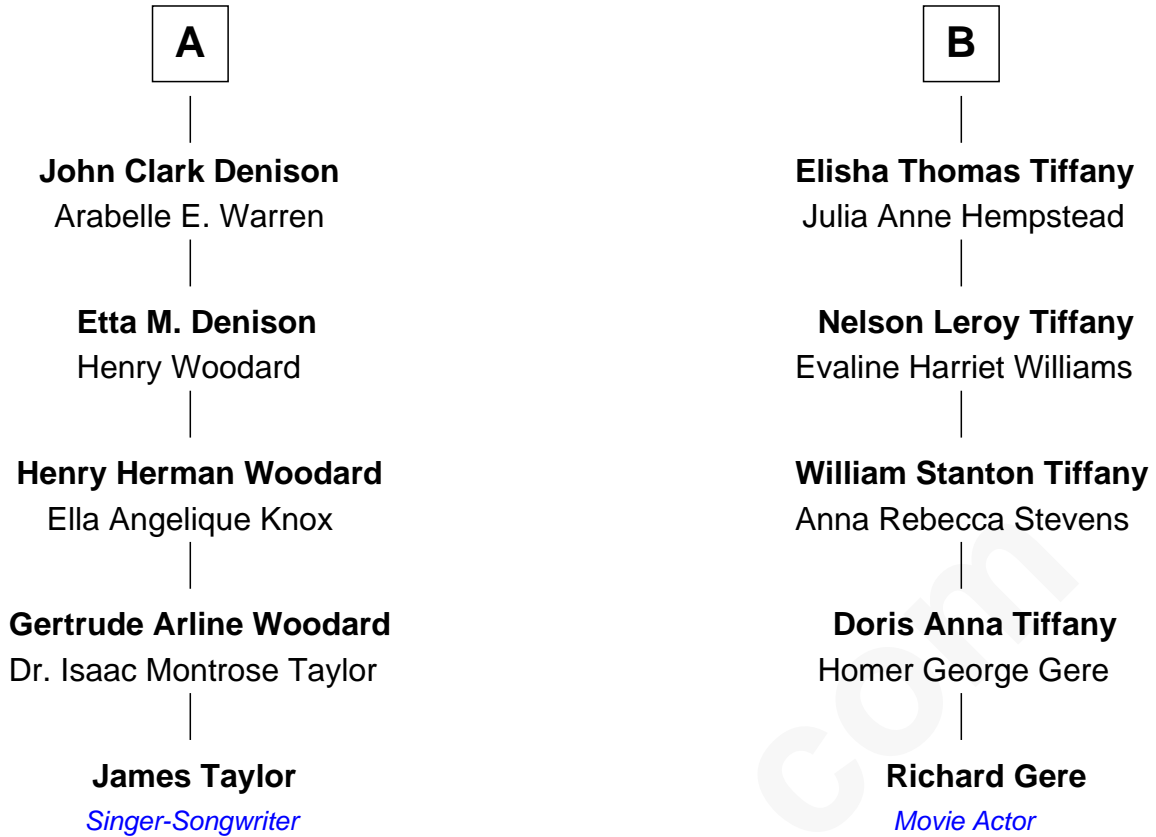 A
John Clark Denison
Arabelle E. Warren
Etta M. Denison
Henry Woodard
Henry Herman Woodard
Ella Angelique Knox
Gertrude Arline Woodard
Dr. Isaac Montrose Taylor
James Taylor
Singer-Songwriter
B
Elisha Thomas Tiffany
Julia Anne Hempstead
Nelson Leroy Tiffany
Evaline Harriet Williams
William Stanton Tiffany
Anna Rebecca Stevens
Doris Anna Tiffany
Homer George Gere
Richard Gere
Movie Actor
com